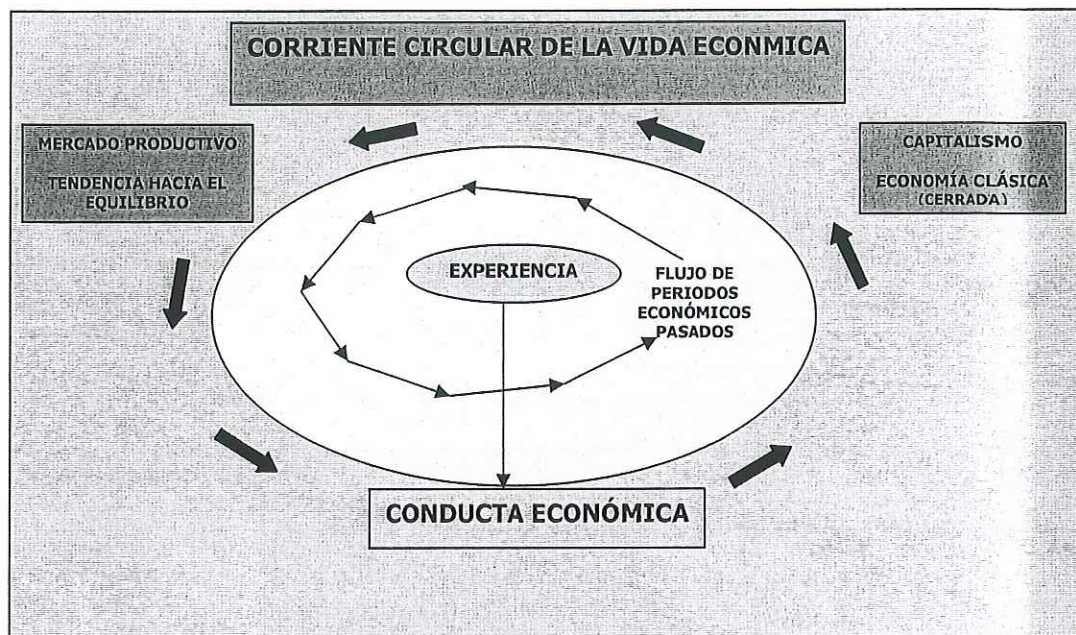 CORRIENTE CIRCULAR DE LA VIDA ECONMICA
MERCADO PRODUCTIVO
TENDENCIA HACIA EL
EQUILIBRIO
CAPITALISMO
ECONOMÍA CLÁSICA
(CERRADA)
EXPERIENCIA
FLUJO DE
PERIODOS
ECONÓMICOS
PASADOS
CONDUCTA ECONÓMICA